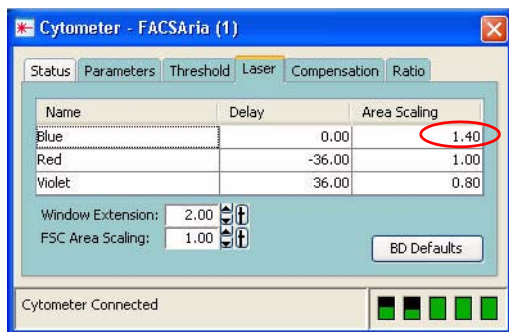 Cytometer - FACSAria (1)
Status Parameters Threshold Laser Compensation Ratio
Name Delay Area Scaling
Blue 0.00 1.40
Red -36.00 1.00
Violet 36.00 0.80
Window Extension: 2.00
FSC Area Scaling: 1.00
BD Defaults
Cytometer Connected